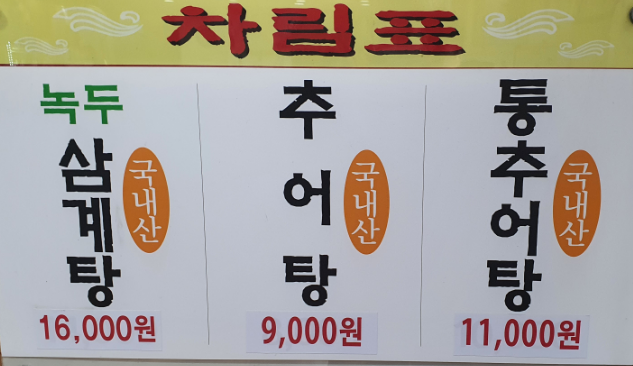 차림표
녹두
삼계탕
국내산
16,000원
추어탕
국내산
9,000원
통추어탕
국내산
11,000원